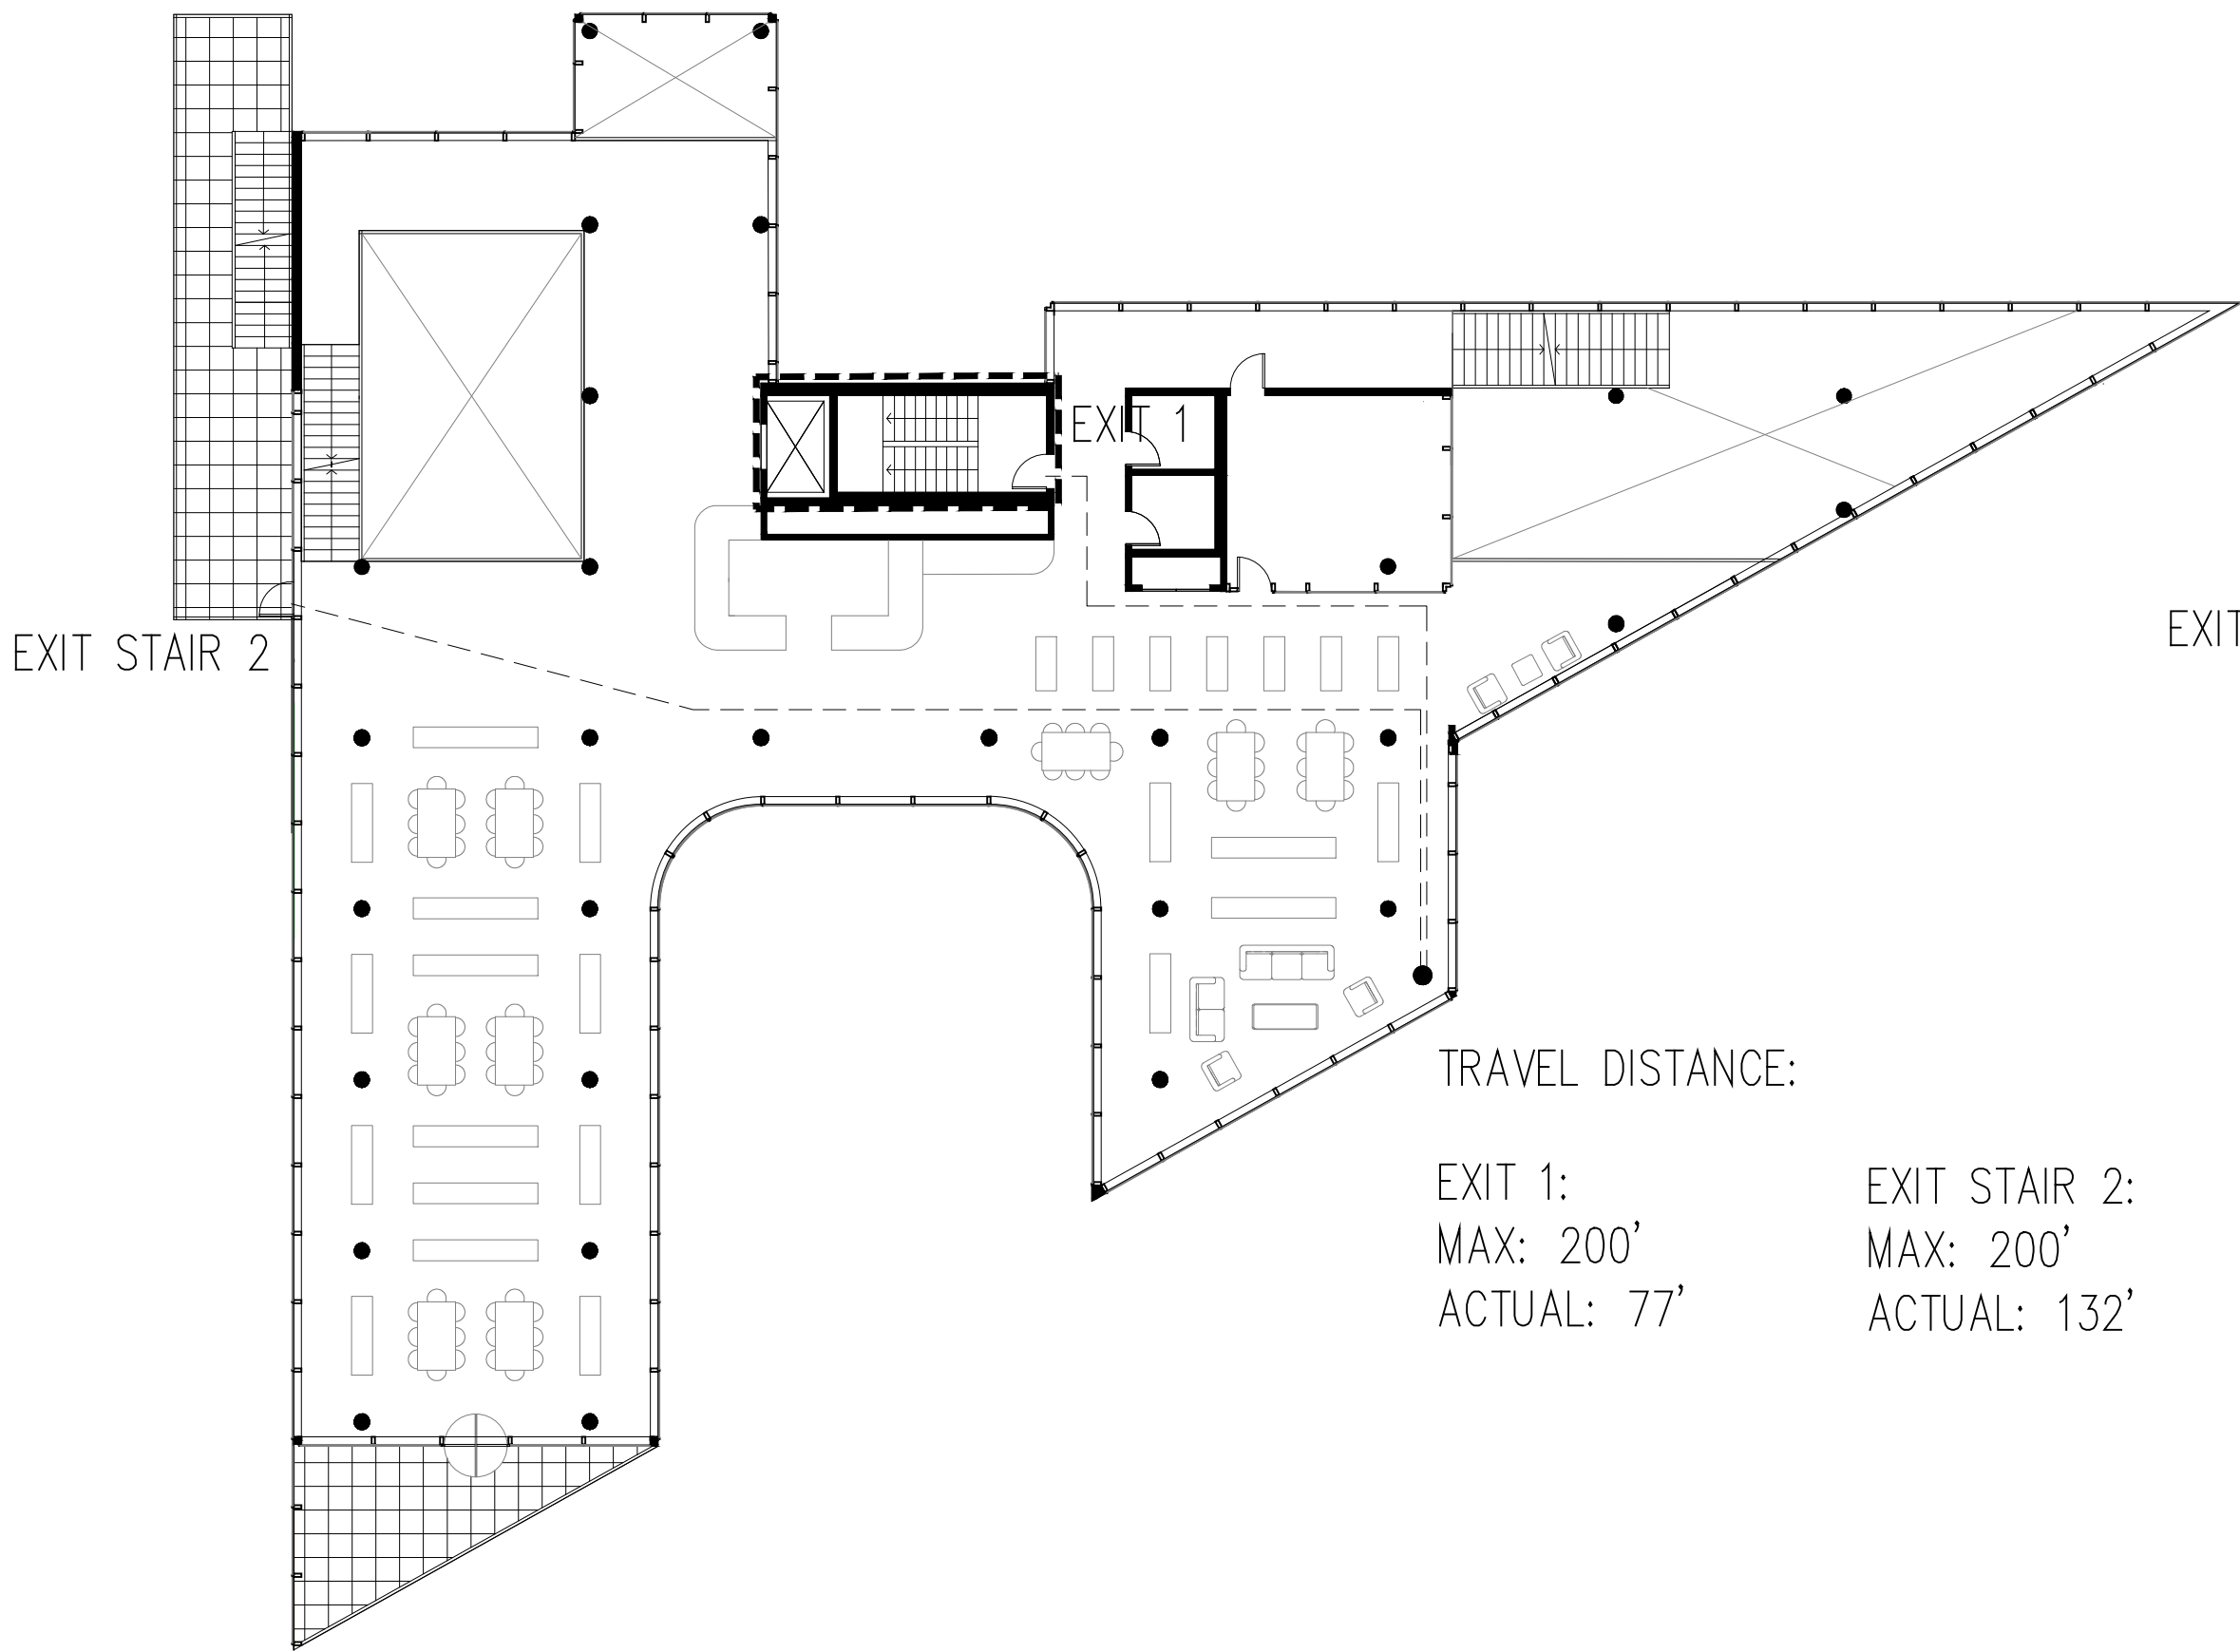 EXIT 1
EXIT STAIR 2
EXIT
TRAVEL DISTANCE:
EXIT 1:
MAX: 200'
ACTUAL: 77'
EXIT STAIR 2:
MAX: 200'
ACTUAL: 132'